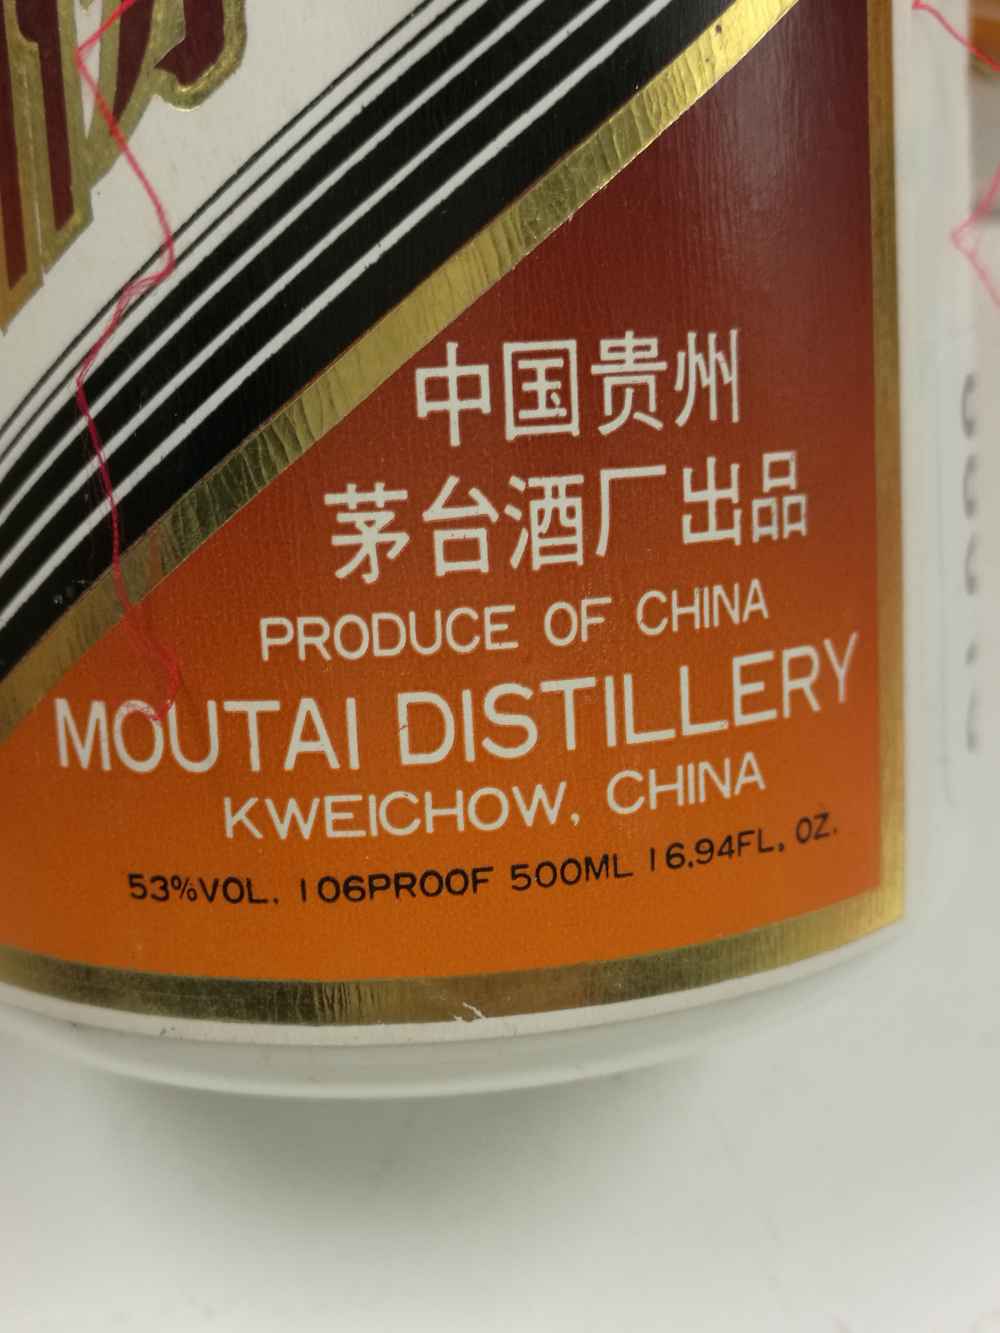 中国贵州
茅台酒厂出品
PRODUCE OF CHINA
MOUTAI DISTILLERY
KWEICHOW, CHINA
53%VOL. 106PROOF 500ML 16.94FL. OZ.